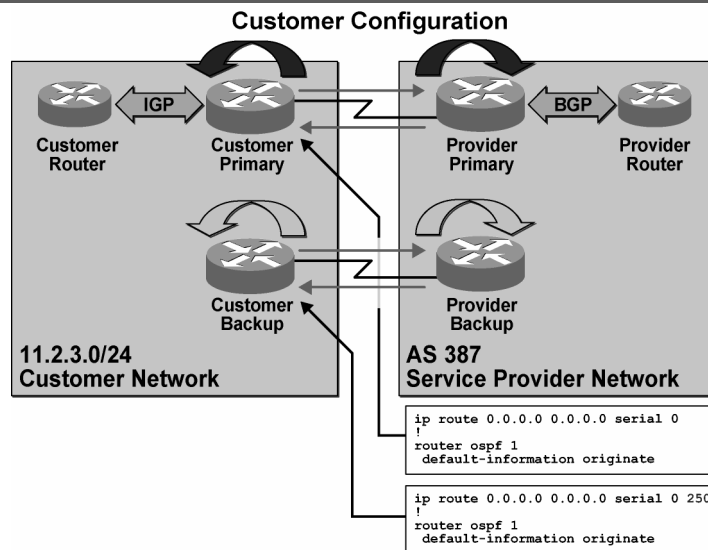 Customer Configuration
IGP
BGP
Customer
Router
Customer
Primary
Provider
Primary
Provider
Router
Customer
Backup
Provider
Backup
11.2.3.0/24
Customer Network
AS 387
Service Provider Network
ip route 0.0.0.0 0.0.0.0 serial 0
!
router ospf 1
default-information originate
ip route 0.0.0.0 0.0.0.0 serial 0 250
!
router ospf 1
default-information originate